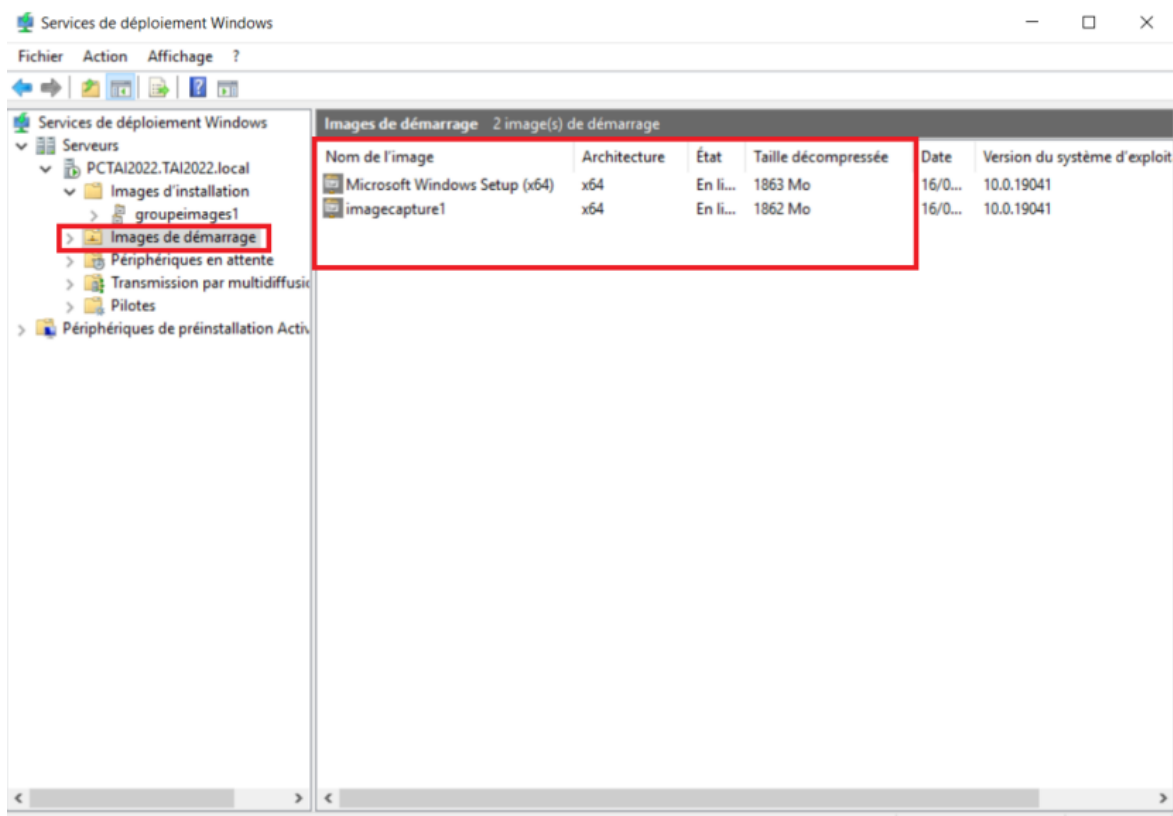 Services de déploiement Windows
Fichier Action Affichage ?
Services de déploiement Windows
Serveurs
PCTAI2022.TAI2022.local
Images d'installation
groupeimages1
Images de démarrage
Périphériques en attente
Transmission par multidiffusio
Pilotes
Périphériques de préinstallation Activ
Images de démarrage 2 image(s) de démarrage
Nom de l'image Architecture État Taille décompressée Date Version du système d'exploit
Microsoft Windows Setup (x64) x64 En li... 1863 Mo 16/0... 10.0.19041
imagecapture1 x64 En li... 1862 Mo 16/0... 10.0.19041